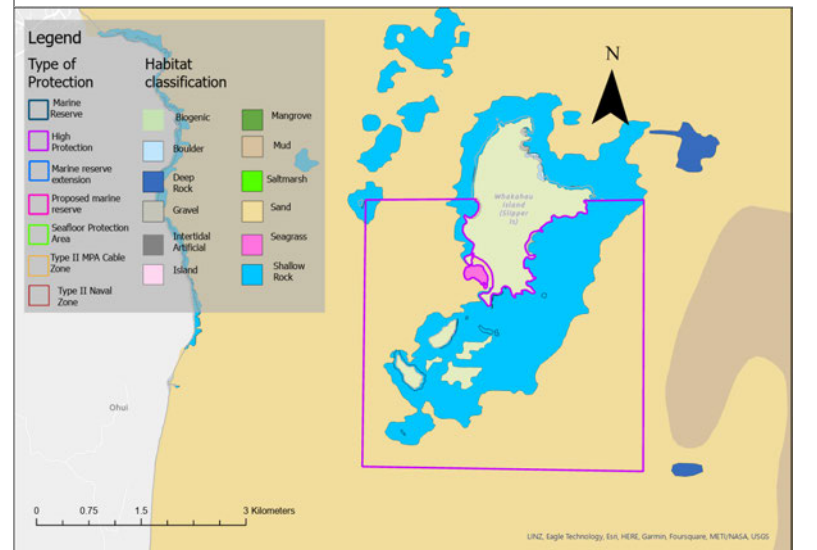 Legend
Type of
Protection
Marine
Reserve
High
Protection
Marine reserve
extension
Proposed marine
reserve
Seafloor Protection
Area
Type II MPA Cable
Zone
Type II Naval
Zone
Habitat
classification
Biogenic
Boulder
Deep
Rock
Gravel
Intertidal
Artificial
Island
Mangrove
Mud
Saltmarsh
Sand
Seagrass
Shallow
Rock
N
Whakahau
Island
(Slipper
Is)
Ohui
0 0.75 1.5 3 Kilometers
LINZ, Eagle Technology, Esri, HERE, Garmin, Foursquare, METI/NASA, USGS